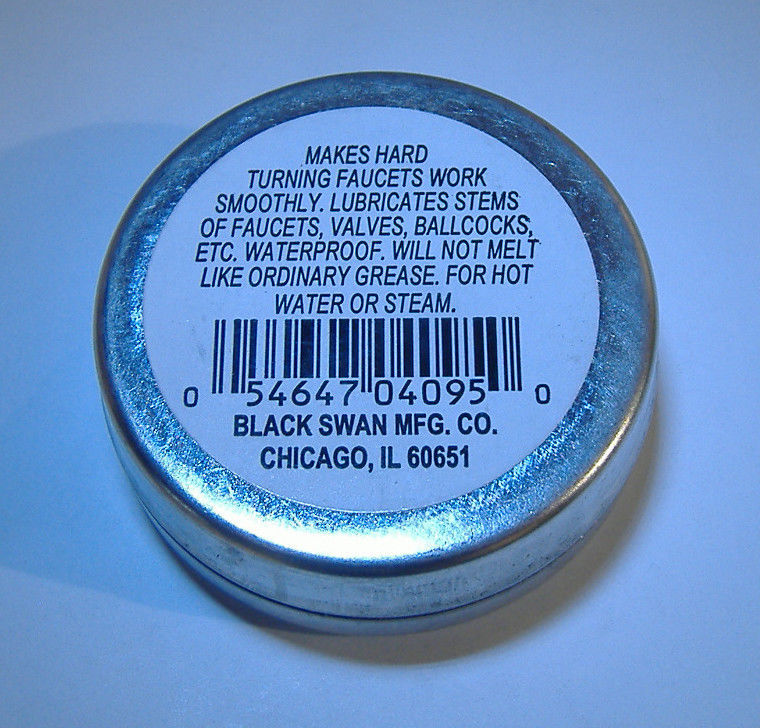 MAKES HARD
TURNING FAUCETS WORK
SMOOTHLY. LUBRICATES STEMS
OF FAUCETS, VALVES, BALLCOCKS,
ETC. WATERPROOF. WILL NOT MELT
LIKE ORDINARY GREASE. FOR HOT
WATER OR STEAM.
0 54647 04095 0
BLACK SWAN MFG. CO.
CHICAGO, IL 60651